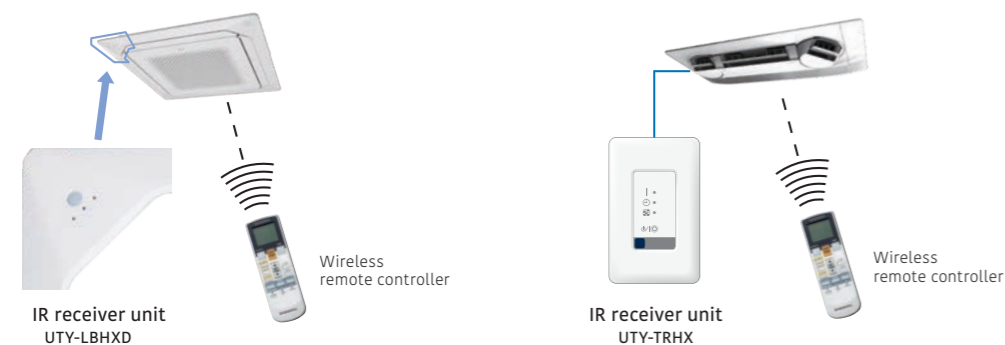 Wireless
remote controller
IR receiver unit
UTY-LBHXD
Wireless
remote controller
IR receiver unit
UTY-TRHX